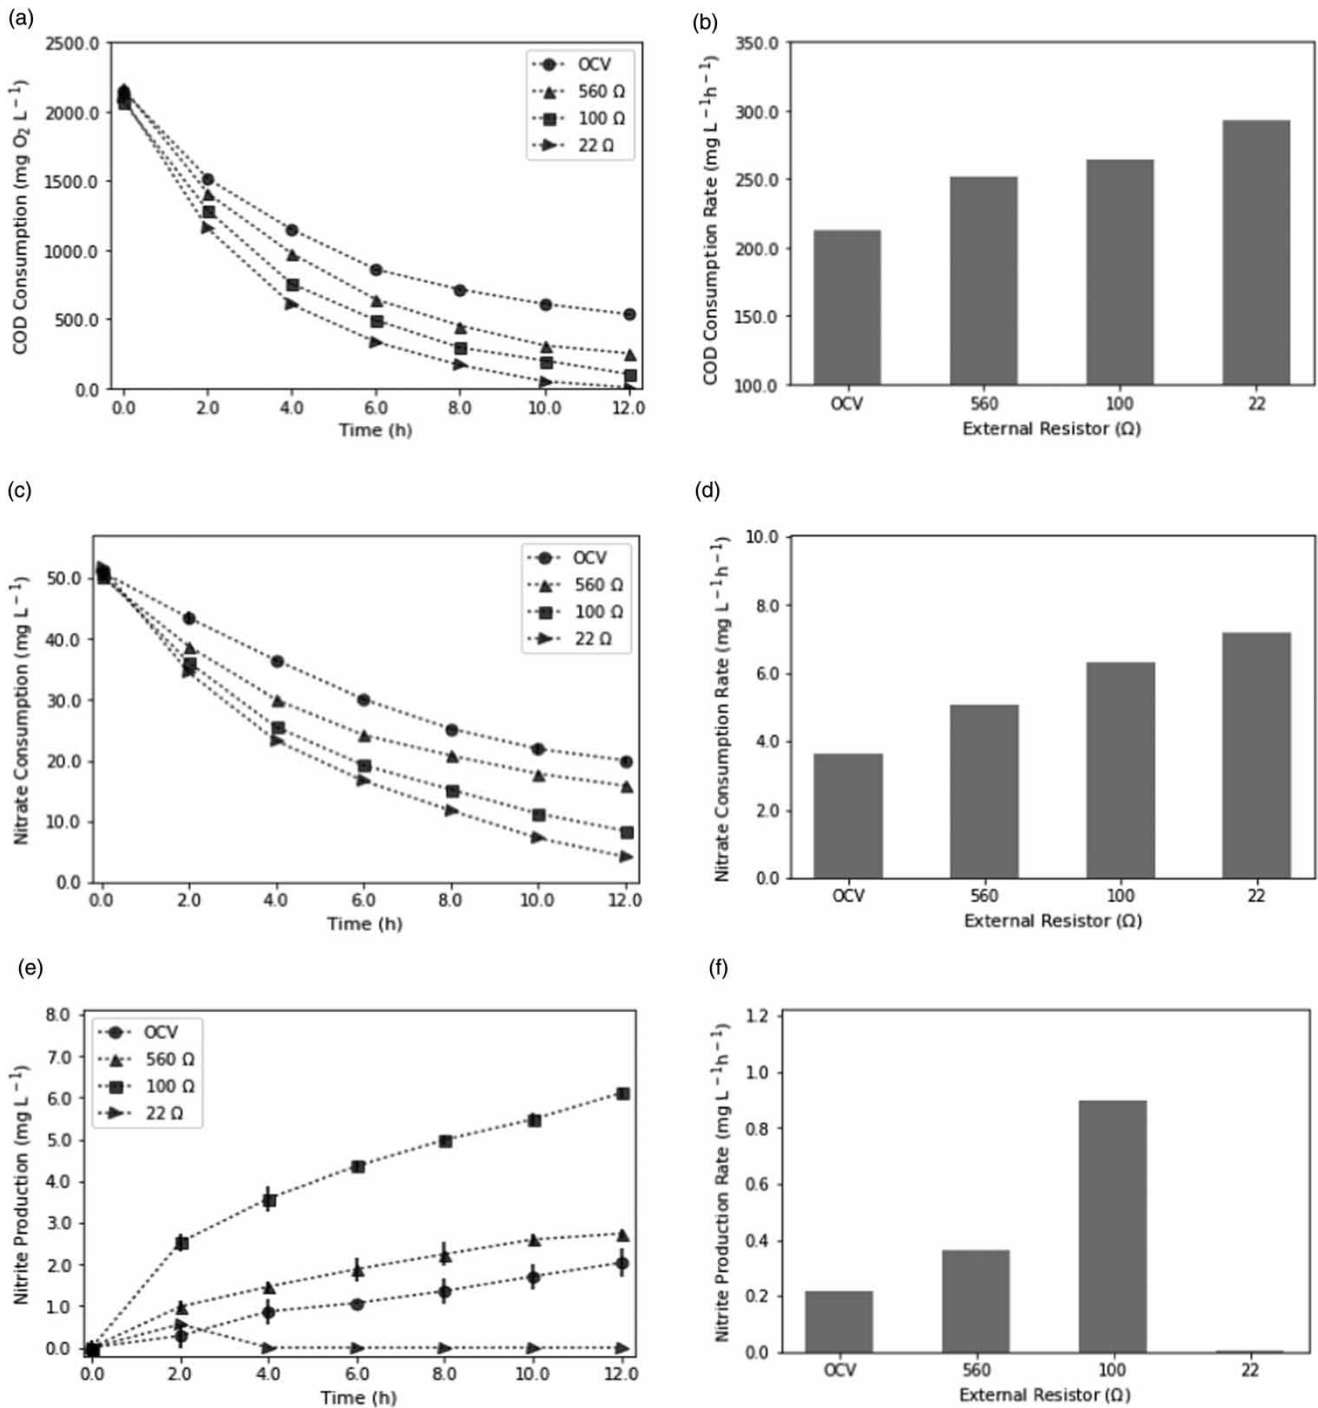 (a)
2500.0
2000.0
1500.0
1000.0
500.0
0.0
COD Consumption (mg O₂ L⁻¹)
OCV
560 Ω
100 Ω
22 Ω
0.0 2.0 4.0 6.0 8.0 10.0 12.0
Time (h)
(b)
350.0
300.0
250.0
200.0
150.0
100.0
COD Consumption Rate (mg L⁻¹h⁻¹)
OCV 560 100 22
External Resistor (Ω)
(c)
50.0
40.0
30.0
20.0
10.0
0.0
Nitrate Consumption (mg L⁻¹)
OCV
560 Ω
100 Ω
22 Ω
0.0 2.0 4.0 6.0 8.0 10.0 12.0
Time (h)
(d)
10.0
8.0
6.0
4.0
2.0
0.0
Nitrate Consumption Rate (mg L⁻¹h⁻¹)
OCV 560 100 22
External Resistor (Ω)
(e)
8.0
7.0
6.0
5.0
4.0
3.0
2.0
1.0
0.0
Nitrite Production (mg L⁻¹)
OCV
560 Ω
100 Ω
22 Ω
0.0 2.0 4.0 6.0 8.0 10.0 12.0
Time (h)
(f)
1.2
1.0
0.8
0.6
0.4
0.2
0.0
Nitrite Production Rate (mg L⁻¹h⁻¹)
OCV 560 100 22
External Resistor (Ω)